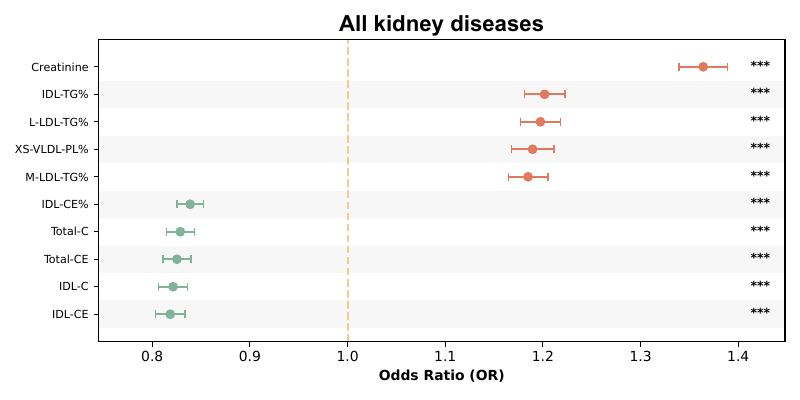 All kidney diseases
Creatinine ***
IDL-TG% ***
L-LDL-TG% ***
XS-VLDL-PL% ***
M-LDL-TG% ***
IDL-CE% ***
Total-C ***
Total-CE ***
IDL-C ***
IDL-CE ***
0.8 0.9 1.0 1.1 1.2 1.3 1.4
Odds Ratio (OR)